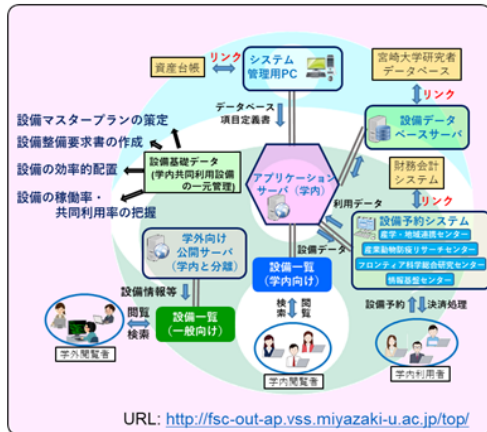 資産台帳
リンク
システム
管理用PC
宮崎大学研究者
データベース
リンク
データベース
項目定義書
設備データ
ベースサーバ
設備マスタープランの策定
設備整備要求書の作成
設備の効率的配置
設備の稼働率・
共同利用率の把握
設備基礎データ
(学内共同利用設備
の一元管理)
アプリケーション
サーバ(学内)
財務会計
システム
リンク
利用データ
設備予約システム
産学・地域連携センター
産業動物防疫リサーチセンター
フロンティア科学総合研究センター
情報基盤センター
設備データ
学外向け
公開サーバ
(学内と分離)
設備一覧
(学内向け)
設備情報等
設備一覧
(一般向け)
閲覧
検索
検索
閲覧
設備予約
決済処理
学外閲覧者
学内閲覧者
学内利用者
URL: http://fsc-out-ap.vss.miyazaki-u.ac.jp/top/